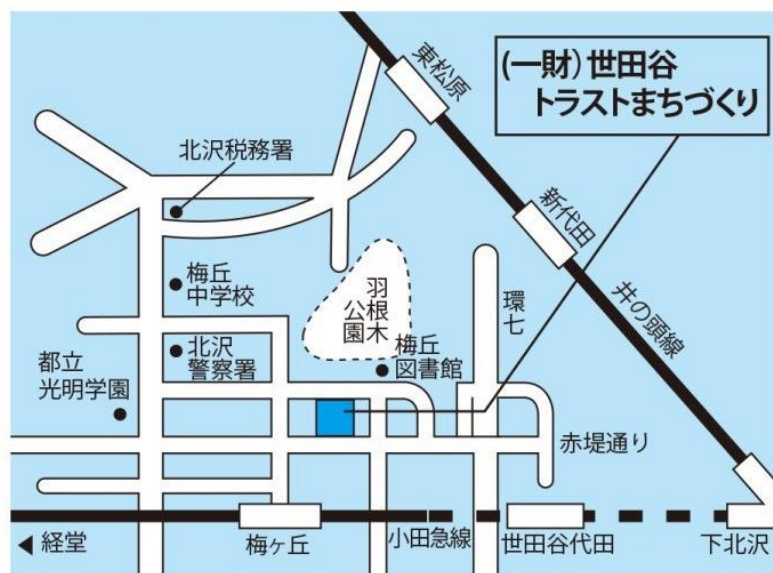 (一財)世田谷
トラストまちづくり
東松原
北沢税務署
新代田
梅丘
中学校
羽根木
公園
環七
井の頭線
北沢
警察署
梅丘
図書館
都立
光明学園
赤堤通り
◀ 経堂
梅ヶ丘
小田急線
世田谷代田
下北沢